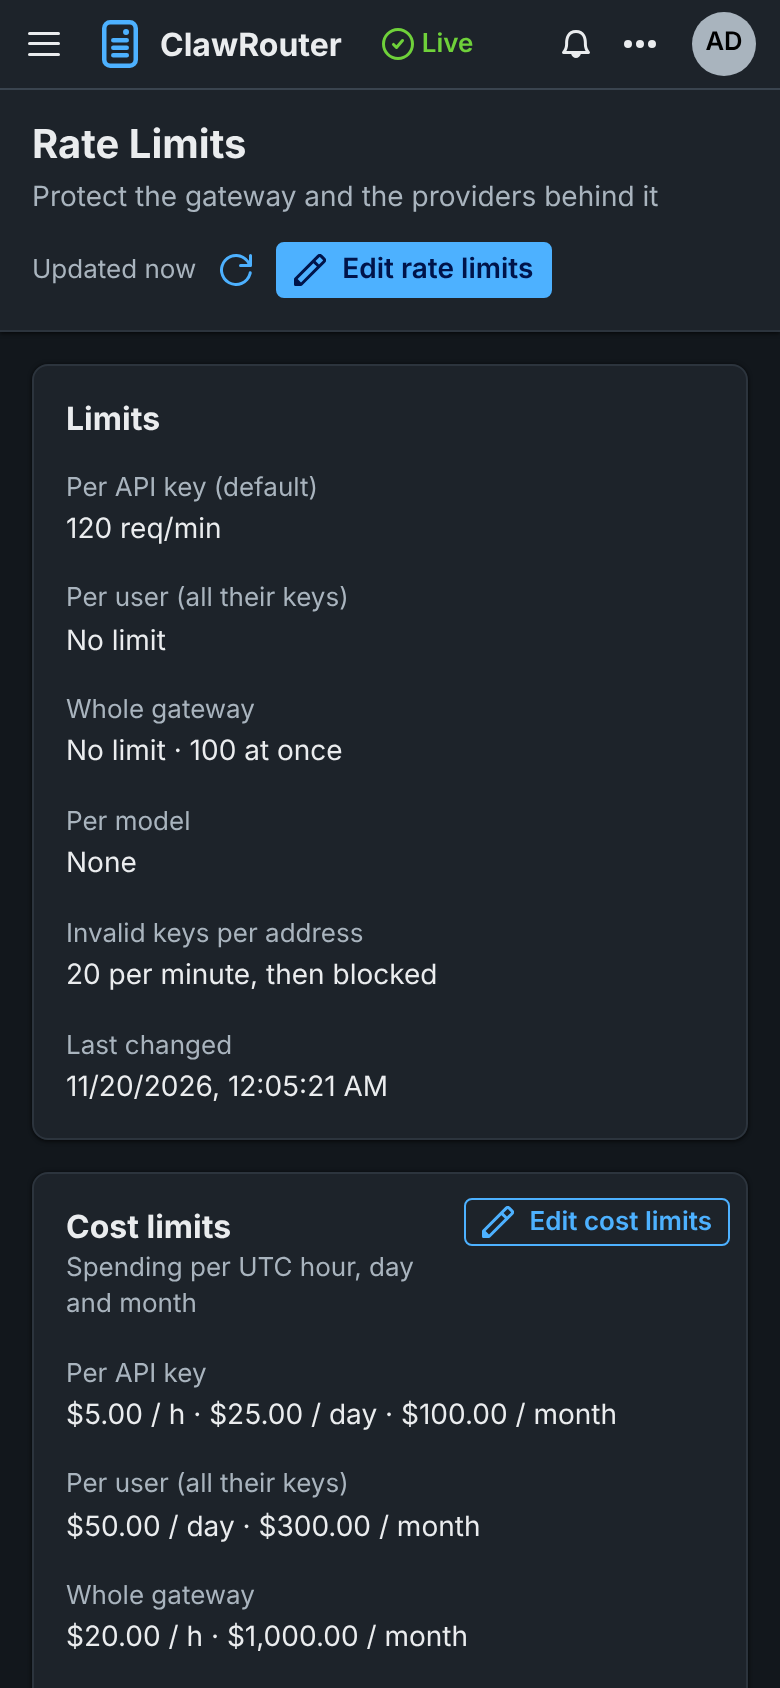 ClawRouter
Live
AD
Rate Limits
Protect the gateway and the providers behind it
Updated now
Edit rate limits
Limits
Per API key (default)
120 req/min
Per user (all their keys)
No limit
Whole gateway
No limit · 100 at once
Per model
None
Invalid keys per address
20 per minute, then blocked
Last changed
11/20/2026, 12:05:21 AM
Cost limits
Edit cost limits
Spending per UTC hour, day
and month
Per API key
$5.00 / h · $25.00 / day · $100.00 / month
Per user (all their keys)
$50.00 / day · $300.00 / month
Whole gateway
$20.00 / h · $1,000.00 / month